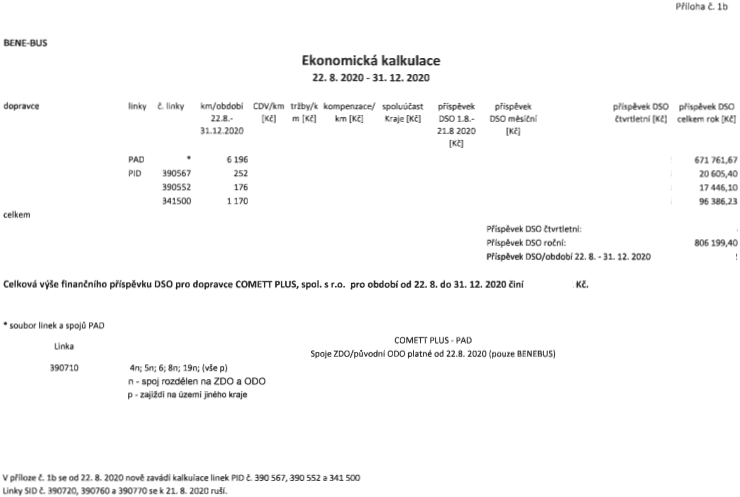 Příloha č. 1b
BENE-BUS
Ekonomická kalkulace
22. 8. 2020 - 31. 12. 2020
dopravce linky č. linky km/období 22.8.- 31.12.2020 CDV/km [Kč] tržby/k m [Kč] kompenzace/ km [Kč] spoluúčast Kraje [Kč] příspěvek DSO 1.8.- 21.8 2020 [Kč] příspěvek DSO měsíční [Kč] příspěvek DSO čtvrtletní [Kč] příspěvek DSO celkem rok [Kč]
PAD * 6 196 671 761,67
PID 390567 252 20 605,40
390552 176 17 446,10
341500 1 170 96 386,23
celkem
Příspěvek DSO čtvrtletní:
Příspěvek DSO roční: 806 199,40
Příspěvek DSO/období 22. 8. - 31. 12. 2020
Celková výše finančního příspěvku DSO pro dopravce COMETT PLUS, spol. s r.o. pro období od 22. 8. do 31. 12. 2020 činí Kč.
* soubor linek a spojů PAD
Linka COMETT PLUS - PAD
Spoje ZDO/původní ODO platné od 22.8. 2020 (pouze BENEBUS)
390710 4n; 5n; 6; 8n; 19n; (vše p)
n - spoj rozdělen na ZDO a ODO
p - zajíždí na území jiného kraje
V příloze č. 1b se od 22. 8. 2020 nově zavádí kalkulace linek PID č. 390 567, 390 552 a 341 500
Linky SID č. 390720, 390760 a 390770 se k 21. 8. 2020 ruší.